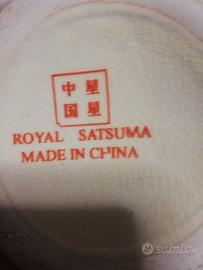 中星
国星
ROYAL SATSUMA
MADE IN CHINA
subito